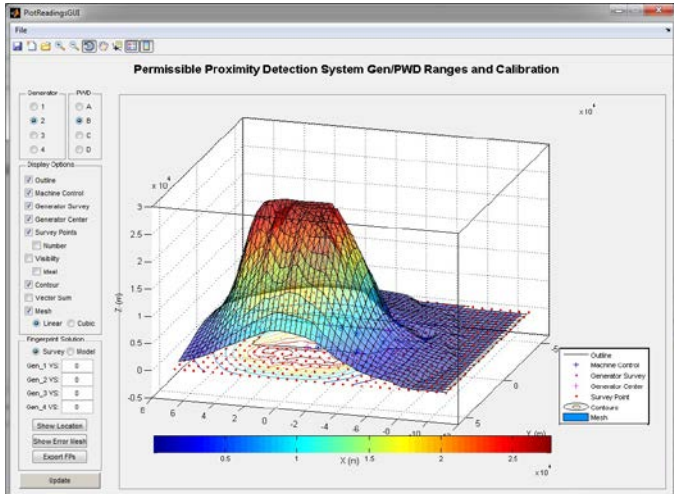 PlotReadingsGUI
File
Permissible Proximity Detection System Gen/PWD Ranges and Calibration
Generator
PWD
1
A
2
B
3
C
4
D
Display Options
Outline
Machine Control
Generator Survey
Generator Center
Survey Points
Number
Visibility
Ideal
Contour
Vector Sum
Mesh
Linear
Cubic
Fingerprint Solution
Survey
Model
Gen_1 VS:
0
Gen_2 VS:
0
Gen_3 VS:
0
Gen_4 VS:
0
Show Location
Show Error Mesh
Export FPs
Update
x 10⁴
x 10⁴
Z (m)
3
2.5
2
1.5
1
0.5
0
-0.5
8
6
4
2
0
-2
-4
-6
-8
-10
5
0
-5
X (m)
Y (m)
0.5
1
1.5
2
2.5
x 10⁴
Outline
Machine Control
Generator Survey
Generator Center
Survey Point
Contours
Mesh